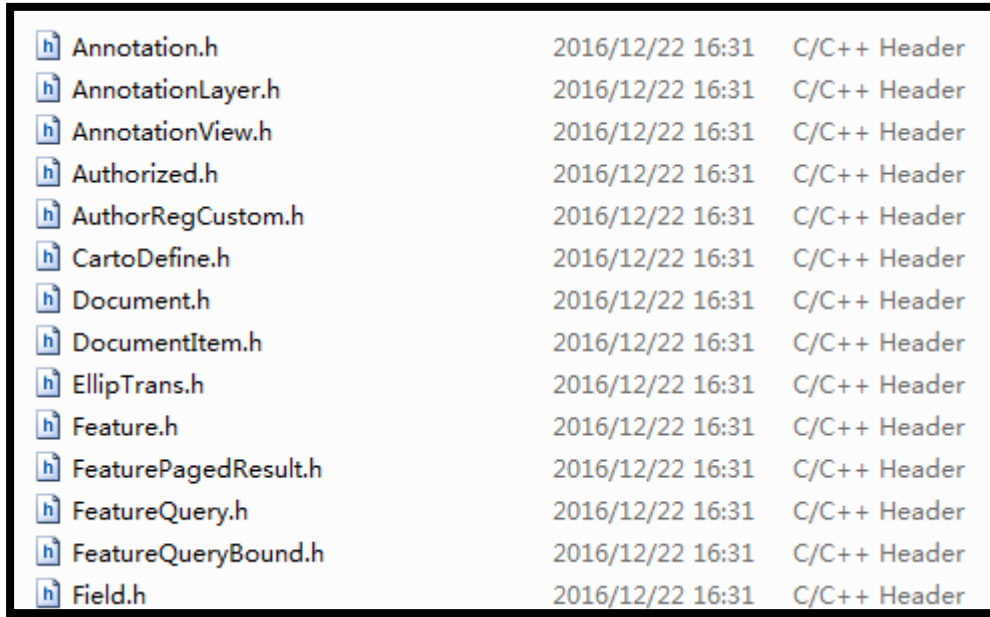 Annotation.h 2016/12/22 16:31 C/C++ Header
AnnotationLayer.h 2016/12/22 16:31 C/C++ Header
AnnotationView.h 2016/12/22 16:31 C/C++ Header
Authorized.h 2016/12/22 16:31 C/C++ Header
AuthorRegCustom.h 2016/12/22 16:31 C/C++ Header
CartoDefine.h 2016/12/22 16:31 C/C++ Header
Document.h 2016/12/22 16:31 C/C++ Header
DocumentItem.h 2016/12/22 16:31 C/C++ Header
EllipTrans.h 2016/12/22 16:31 C/C++ Header
Feature.h 2016/12/22 16:31 C/C++ Header
FeaturePagedResult.h 2016/12/22 16:31 C/C++ Header
FeatureQuery.h 2016/12/22 16:31 C/C++ Header
FeatureQueryBound.h 2016/12/22 16:31 C/C++ Header
Field.h 2016/12/22 16:31 C/C++ Header